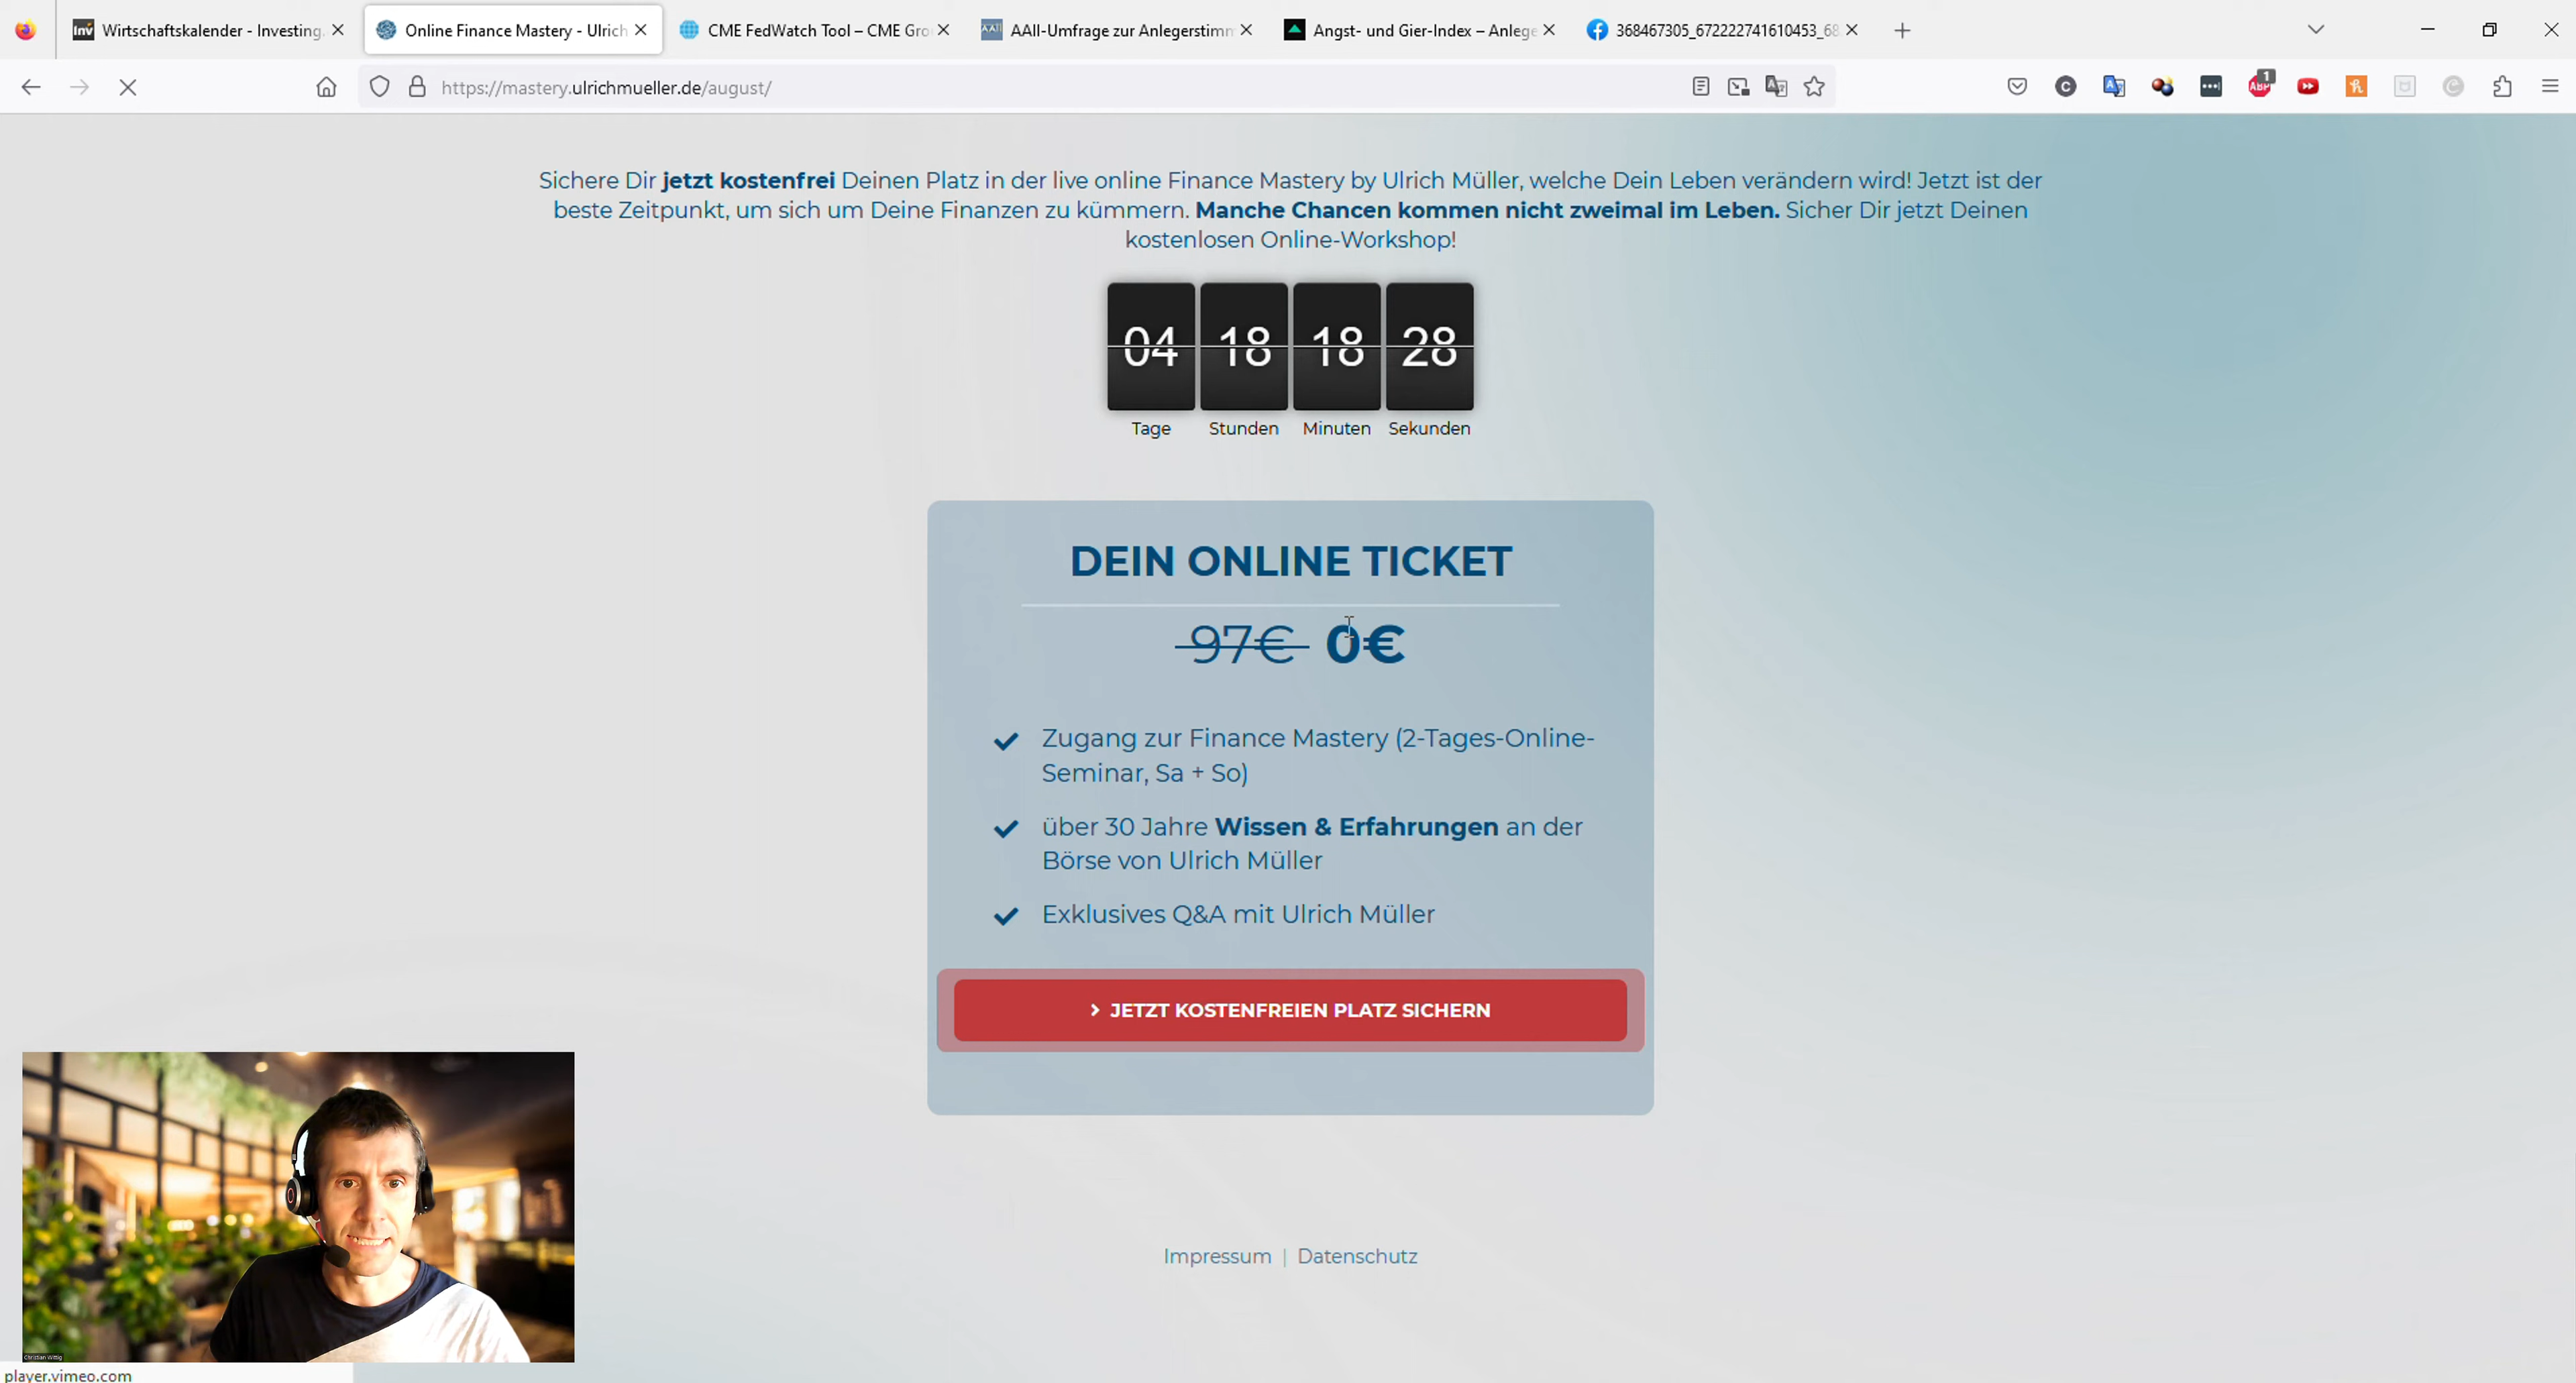 Wirtschaftskalender - Investing.
Online Finance Mastery - Ulrich
CME FedWatch Tool – CME Gro
AAII-Umfrage zur Anlegerstimm
Angst- und Gier-Index – Anlege
368467305_672222741610453_68
https://mastery.ulrichmueller.de/august/
1
ABP
Sichere Dir jetzt kostenfrei Deinen Platz in der live online Finance Mastery by Ulrich Müller, welche Dein Leben verändern wird! Jetzt ist der
beste Zeitpunkt, um sich um Deine Finanzen zu kümmern. Manche Chancen kommen nicht zweimal im Leben. Sicher Dir jetzt Deinen
kostenlosen Online-Workshop!
04 18 18 28
Tage Stunden Minuten Sekunden
DEIN ONLINE TICKET
97€ 0€
Zugang zur Finance Mastery (2-Tages-Online-
Seminar, Sa + So)
über 30 Jahre Wissen & Erfahrungen an der
Börse von Ulrich Müller
Exklusives Q&A mit Ulrich Müller
> JETZT KOSTENFREIEN PLATZ SICHERN
Impressum | Datenschutz
Christian Wittig
player.vimeo.com